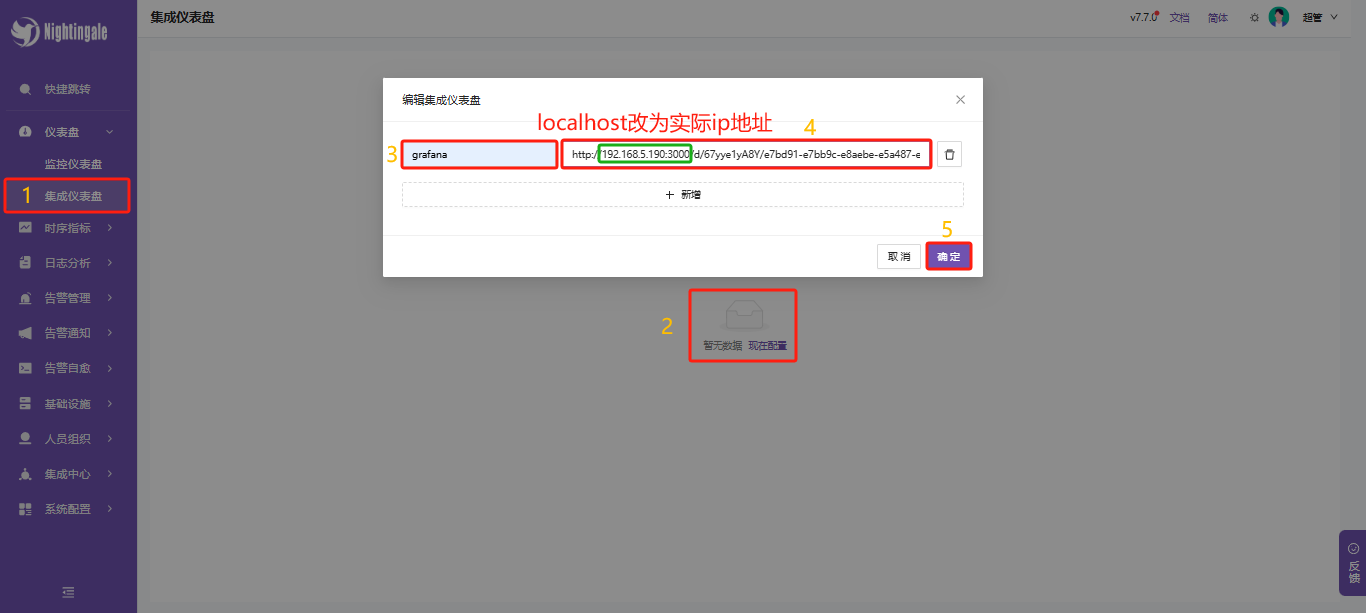 Nightingale
集成仪表盘
v7.7.0
文档
简体
超管
快捷跳转
仪表盘
监控仪表盘
1
集成仪表盘
时序指标
日志分析
告警管理
告警通知
告警自愈
基础设施
人员组织
集成中心
系统配置
编辑集成仪表盘
localhost改为实际ip地址
4
3
grafana
http://192.168.5.190:3000/d/67yye1yA8Y/e7bd91-e7bb9c-e8aebe-e5a487-e
+ 新增
5
取 消
确 定
2
暂无数据 现在配置
反馈